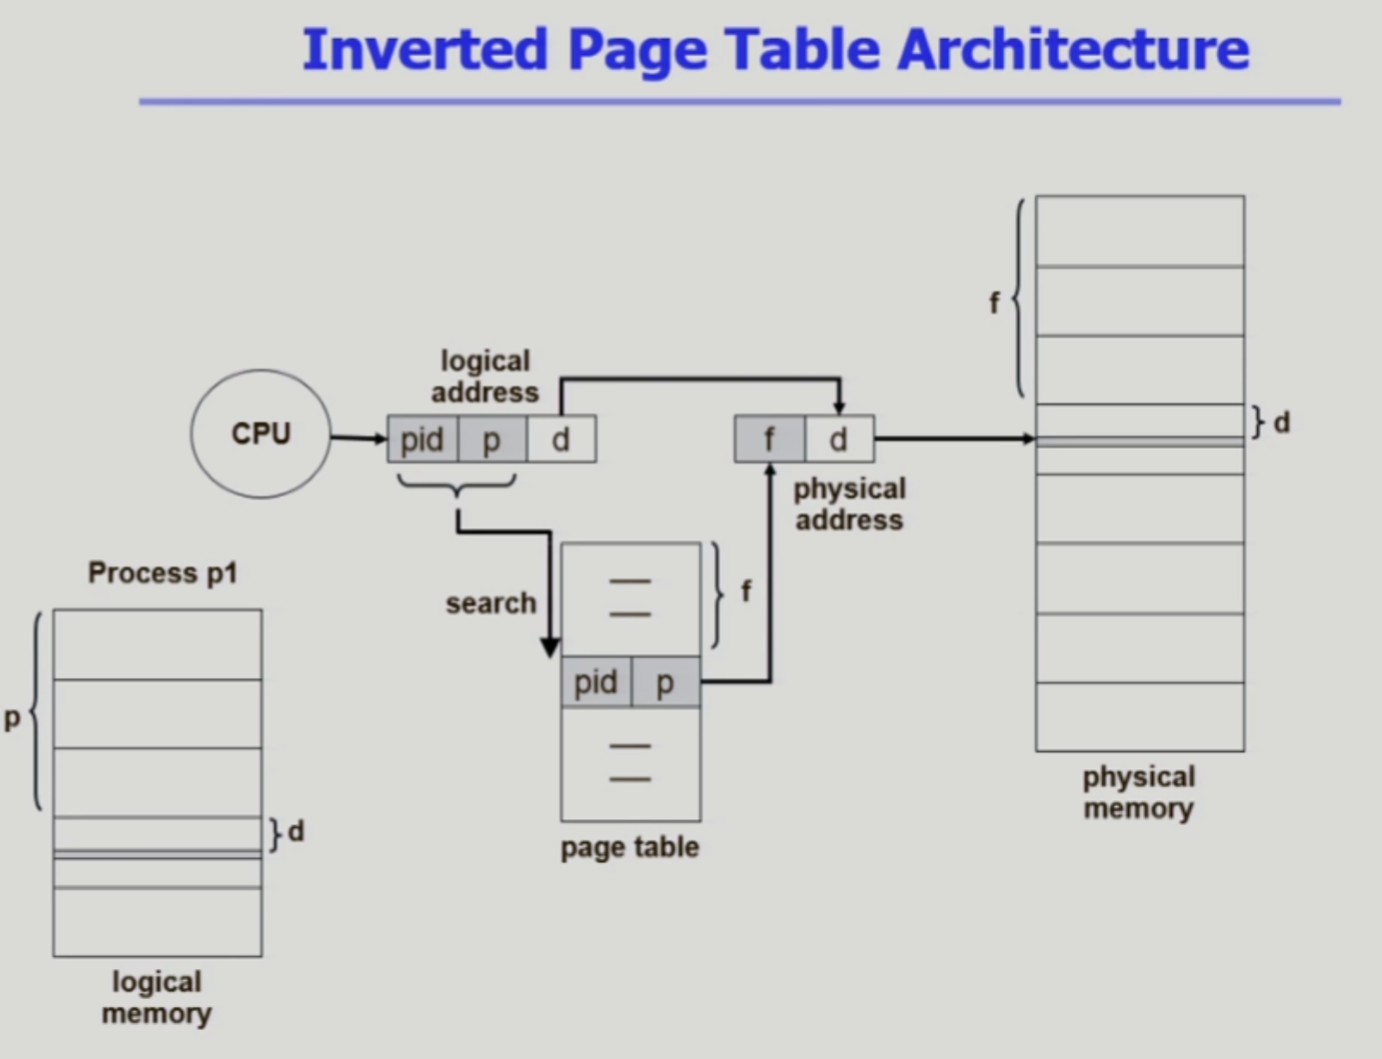 Inverted Page Table Architecture
f
logical
address
CPU
pid p d
f d
d
physical
address
Process p1
search
f
pid p
p
d
page table
physical
memory
logical
memory